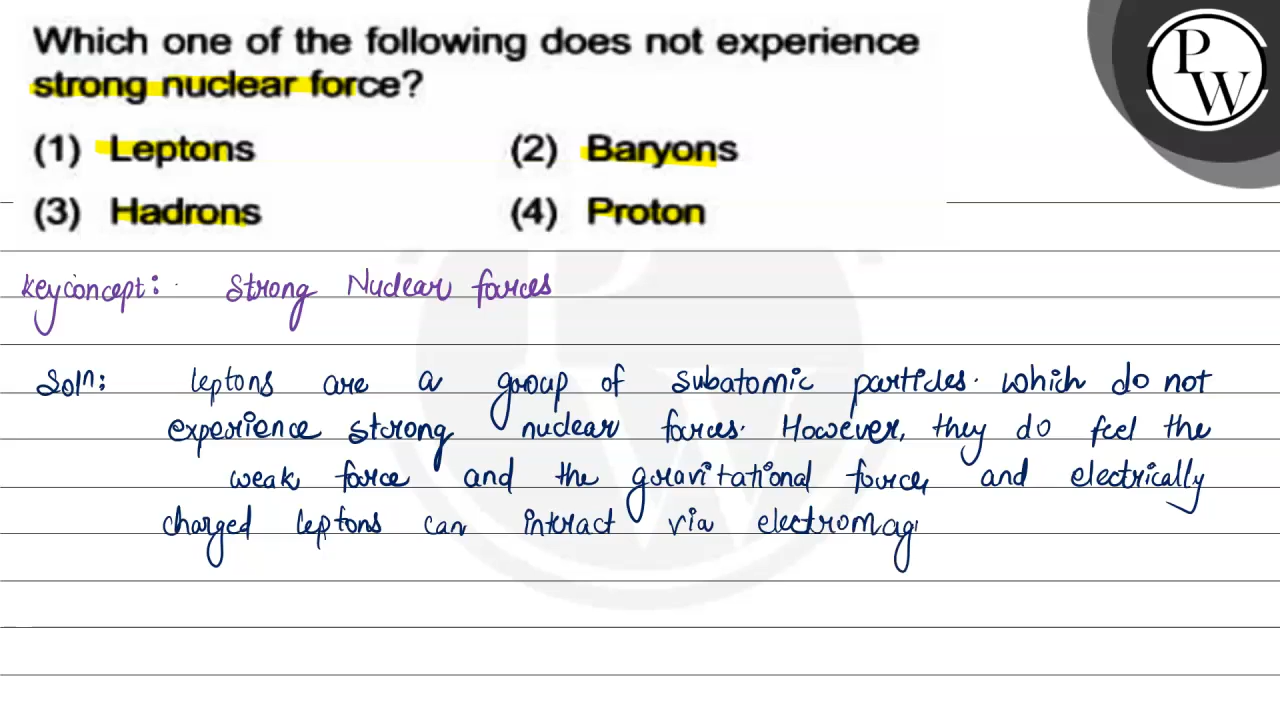 Which one of the following does not experience
strong nuclear force?
(1) Leptons (2) Baryons
(3) Hadrons (4) Proton
P
W
Key concept: Strong Nuclear forces
Soln: leptons are a group of subatomic particles. which do not
experience strong nuclear forces. However, they do feel the
weak force and the gravitational force, and electrically
charged leptons can interact via electromag